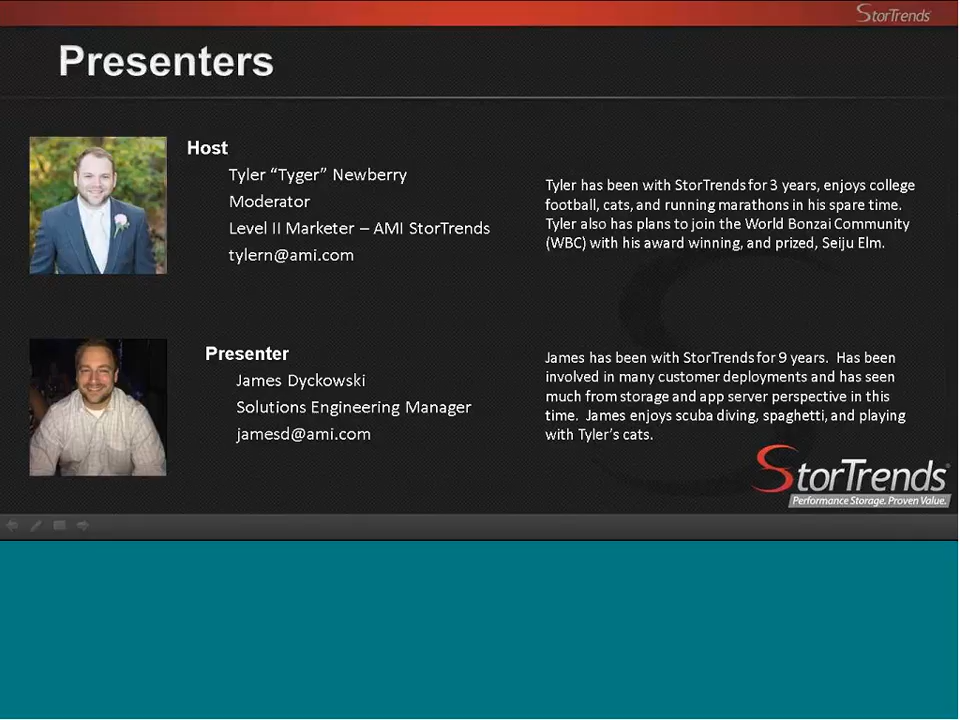 StorTrends
Presenters
Host
Tyler “Tyger” Newberry
Moderator
Level II Marketer – AMI StorTrends
tylern@ami.com
Tyler has been with StorTrends for 3 years, enjoys college
football, cats, and running marathons in his spare time.
Tyler also has plans to join the World Bonzai Community
(WBC) with his award winning, and prized, Seiju Elm.
Presenter
James Dyckowski
Solutions Engineering Manager
jamesd@ami.com
James has been with StorTrends for 9 years. Has been
involved in many customer deployments and has seen
much from storage and app server perspective in this
time. James enjoys scuba diving, spaghetti, and playing
with Tyler’s cats.
StorTrends®
Performance Storage. Proven Value.